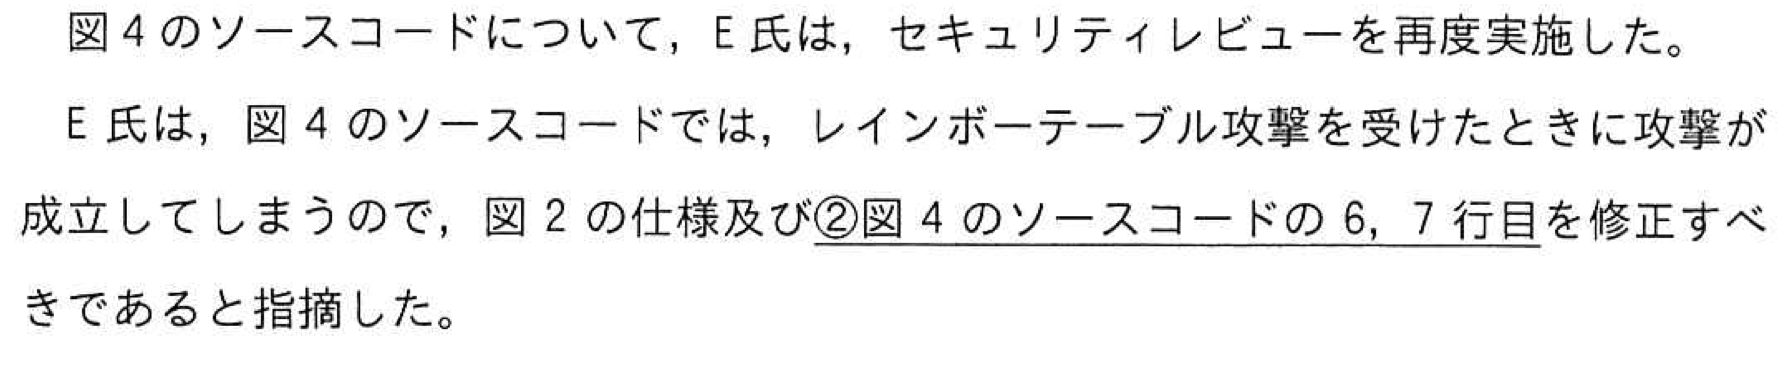 図4のソースコードについて，E氏は，セキュリティレビューを再度実施した。
E氏は，図4のソースコードでは，レインボーテーブル攻撃を受けたときに攻撃が
成立してしまうので，図2の仕様及び②図4のソースコードの6，7行目を修正すべ
きであると指摘した。